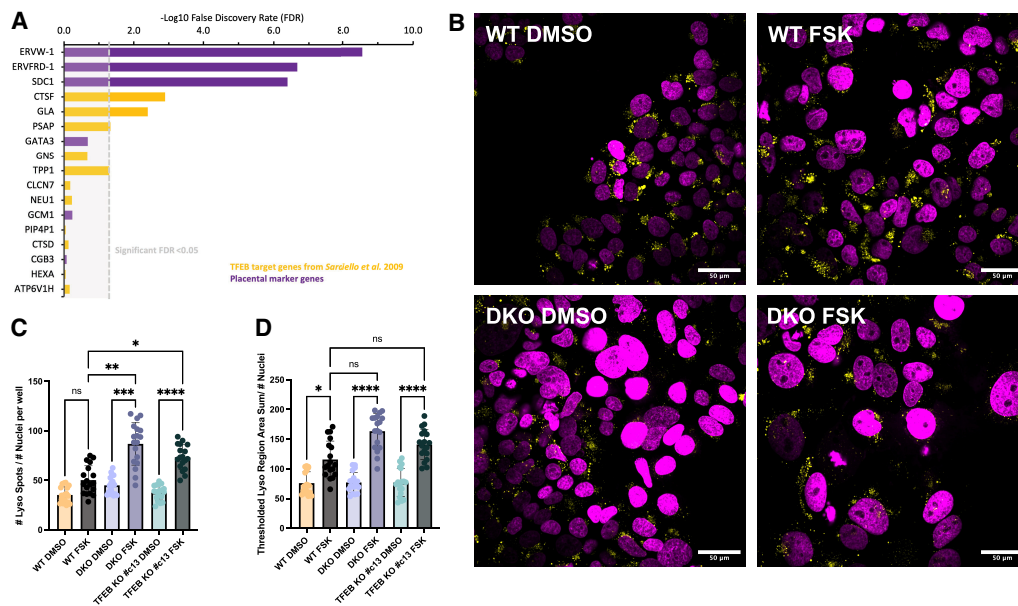 A
-Log10 False Discovery Rate (FDR)
0.0 2.0 4.0 6.0 8.0 10.0
ERVW-1
ERVFRD-1
SDC1
CTSF
GLA
PSAP
GATA3
GNS
TPP1
CLCN7
NEU1
GCM1
PIP4P1
CTSD
CGB3
HEXA
ATP6V1H
Significant FDR <0.05
TFEB target genes from Sardiello et al. 2009
Placental marker genes
B
WT DMSO
50 µm
WT FSK
50 µm
DKO DMSO
50 µm
DKO FSK
50 µm
C
# Lyso Spots / # Nuclei per well
150
100
50
0
*
**
ns
***
****
WT DMSO
WT FSK
DKO DMSO
DKO FSK
TFEB KO #c13 DMSO
TFEB KO #c13 FSK
D
Thresholded Lyso Region Area Sum/ # Nuclei
250
200
150
100
50
0
ns
ns
*
****
****
WT DMSO
WT FSK
DKO DMSO
DKO FSK
TFEB KO #c13 DMSO
TFEB KO #c13 FSK